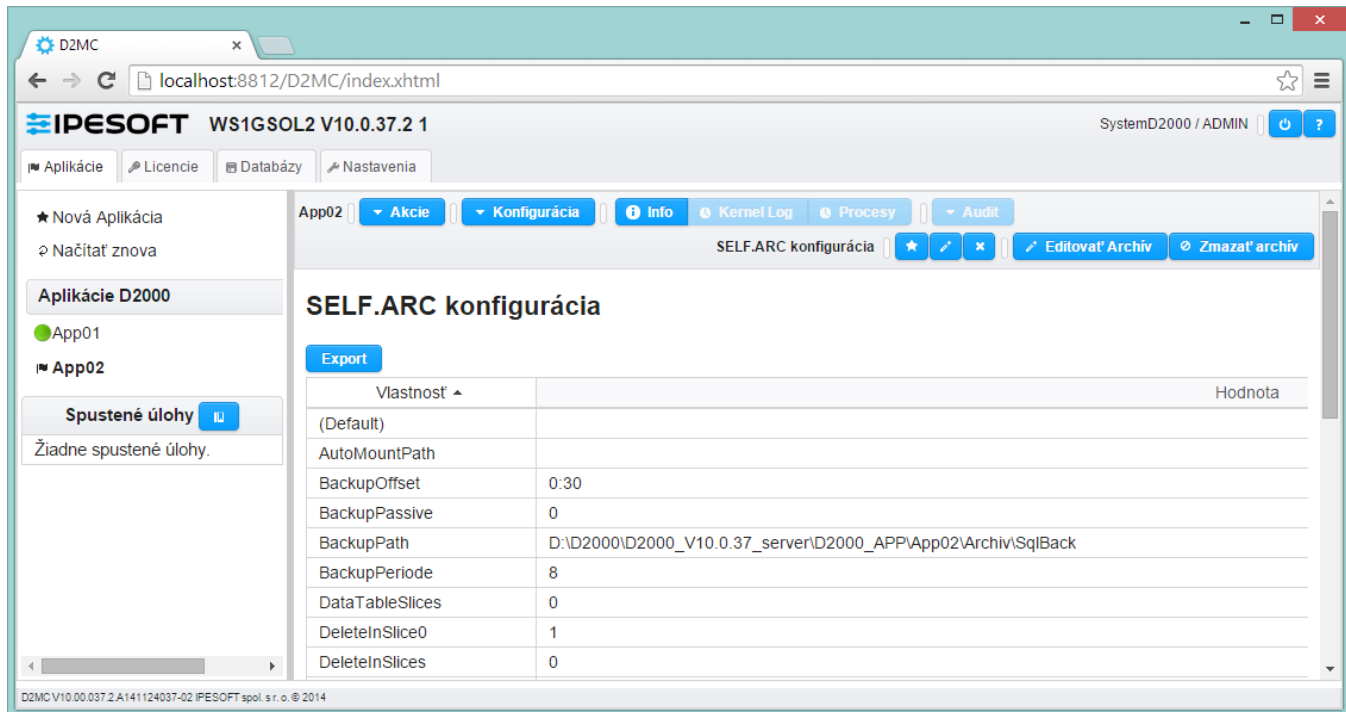 D2MC
localhost:8812/D2MC/index.xhtml
IPESOFT WS1GSOL2 V10.0.37.2 1
SystemD2000 / ADMIN ?
Aplikácie Licencie Databázy Nastavenia
Nová Aplikácia
Načítať znova
Aplikácie D2000
App01
App02
Spustené úlohy
Žiadne spustené úlohy.
App02 Akcie Konfigurácia Info Kernel Log Procesy Audit
SELF.ARC konfigurácia Editovať Archív Zmazať archív
SELF.ARC konfigurácia
Export
Vlastnosť Hodnota
(Default)
AutoMountPath
BackupOffset 0:30
BackupPassive 0
BackupPath D:\D2000\D2000_V10.0.37_server\D2000_APP\App02\Archiv\SqlBack
BackupPeriode 8
DataTableSlices 0
DeleteInSlice0 1
DeleteInSlices 0
D2MC V10.00.037.2.A141124037-02 IPESOFT spol. s r. o. © 2014